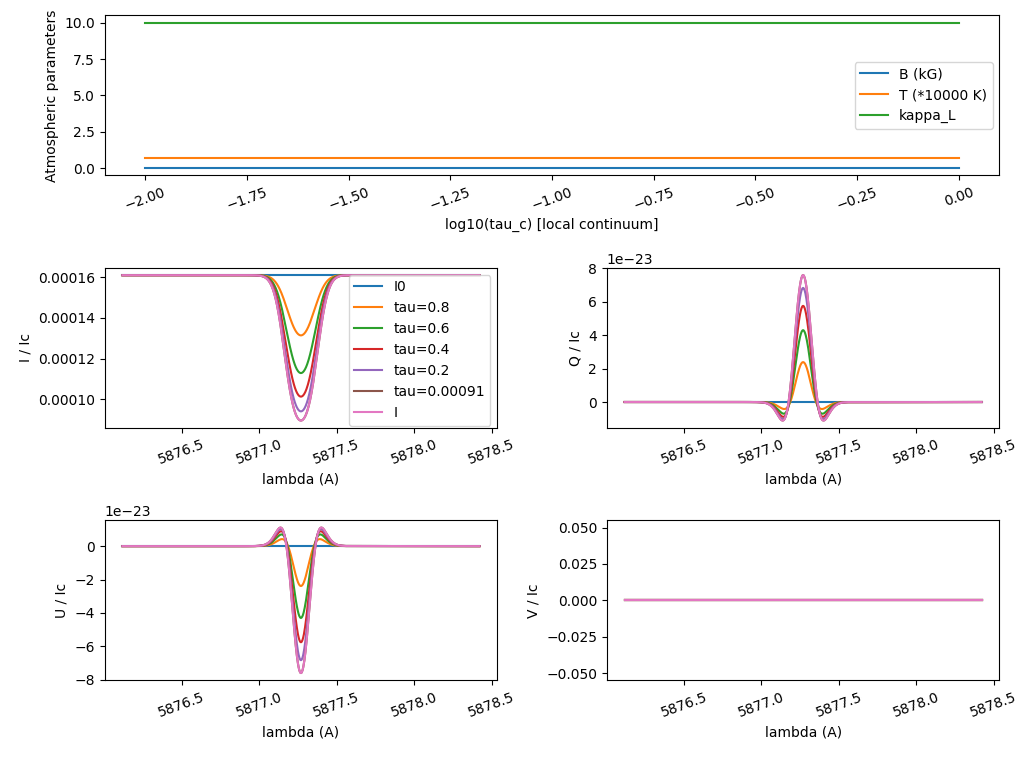 Atmospheric parameters
10.0
7.5
5.0
2.5
0.0
B (kG)
T (*10000 K)
kappa_L
−2.00
−1.75
−1.50
−1.25
−1.00
−0.75
−0.50
−0.25
0.00
log10(tau_c) [local continuum]
I / Ic
0.00016
0.00014
0.00012
0.00010
I0
tau=0.8
tau=0.6
tau=0.4
tau=0.2
tau=0.00091
I
5876.5
5877.0
5877.5
5878.0
5878.5
lambda (A)
1e−23
Q / Ic
8
6
4
2
0
5876.5
5877.0
5877.5
5878.0
5878.5
lambda (A)
1e−23
U / Ic
0
−2
−4
−6
−8
5876.5
5877.0
5877.5
5878.0
5878.5
lambda (A)
V / Ic
0.050
0.025
0.000
−0.025
−0.050
5876.5
5877.0
5877.5
5878.0
5878.5
lambda (A)